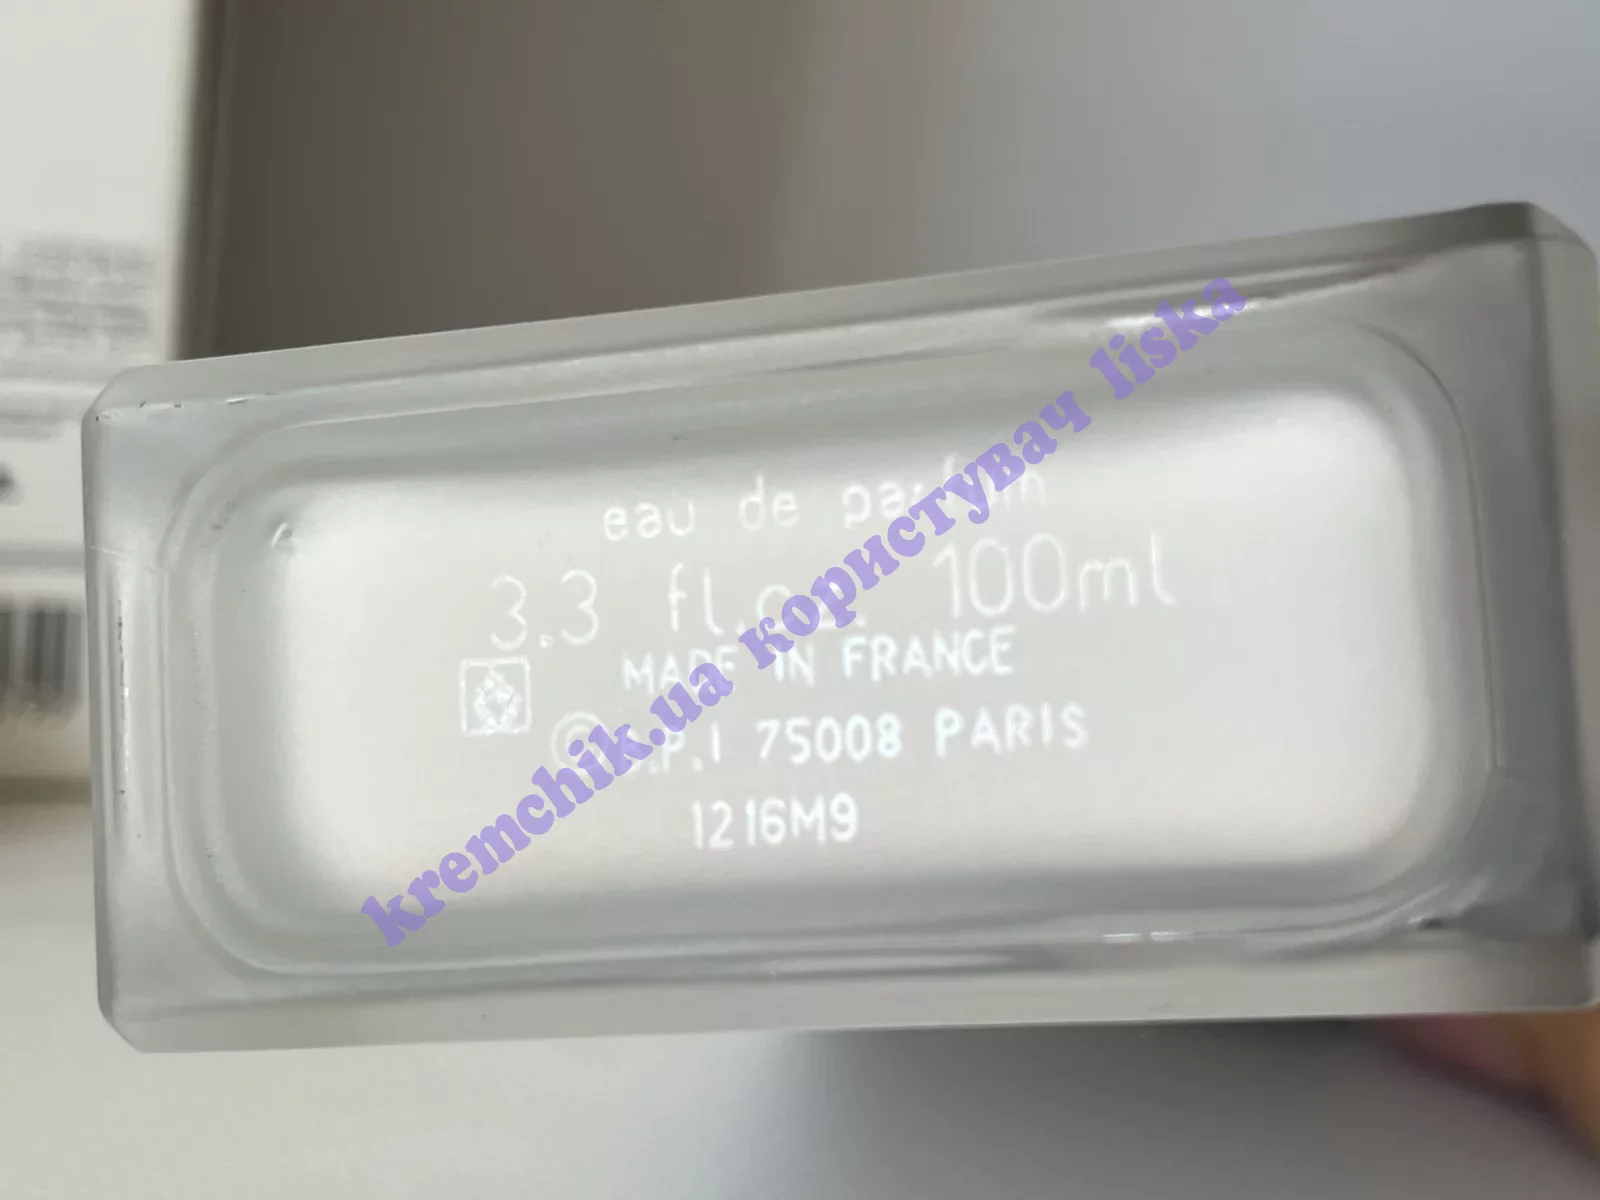 eau de parfum
3.3 fl.oz. 100ml
MADE IN FRANCE
© B.P.I 75008 PARIS
1216M9
kremchik.ua користувач liska